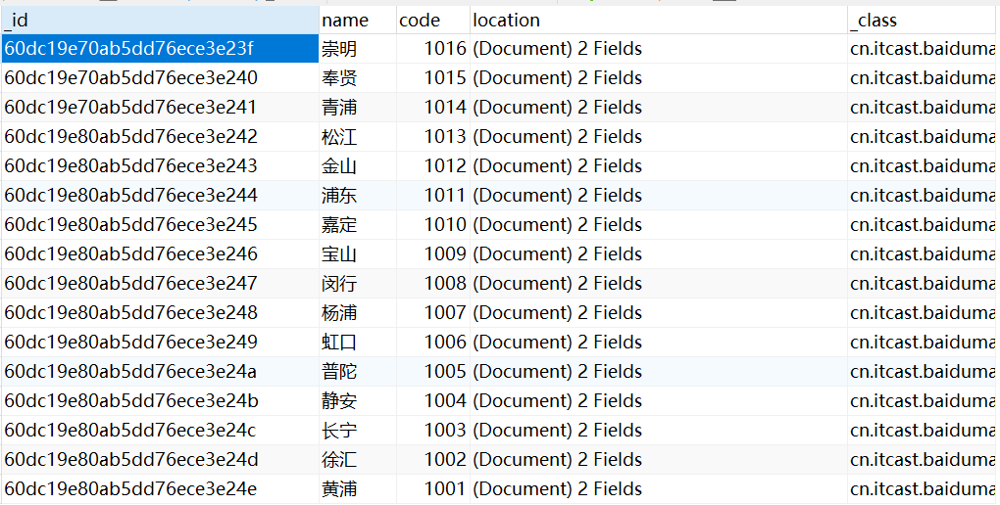 _id name code location _class
60dc19e70ab5dd76ece3e23f 崇明 1016 (Document) 2 Fields cn.itcast.baiduma
60dc19e70ab5dd76ece3e240 奉贤 1015 (Document) 2 Fields cn.itcast.baiduma
60dc19e70ab5dd76ece3e241 青浦 1014 (Document) 2 Fields cn.itcast.baiduma
60dc19e80ab5dd76ece3e242 松江 1013 (Document) 2 Fields cn.itcast.baiduma
60dc19e80ab5dd76ece3e243 金山 1012 (Document) 2 Fields cn.itcast.baiduma
60dc19e80ab5dd76ece3e244 浦东 1011 (Document) 2 Fields cn.itcast.baiduma
60dc19e80ab5dd76ece3e245 嘉定 1010 (Document) 2 Fields cn.itcast.baiduma
60dc19e80ab5dd76ece3e246 宝山 1009 (Document) 2 Fields cn.itcast.baiduma
60dc19e80ab5dd76ece3e247 闵行 1008 (Document) 2 Fields cn.itcast.baiduma
60dc19e80ab5dd76ece3e248 杨浦 1007 (Document) 2 Fields cn.itcast.baiduma
60dc19e80ab5dd76ece3e249 虹口 1006 (Document) 2 Fields cn.itcast.baiduma
60dc19e80ab5dd76ece3e24a 普陀 1005 (Document) 2 Fields cn.itcast.baiduma
60dc19e80ab5dd76ece3e24b 静安 1004 (Document) 2 Fields cn.itcast.baiduma
60dc19e80ab5dd76ece3e24c 长宁 1003 (Document) 2 Fields cn.itcast.baiduma
60dc19e80ab5dd76ece3e24d 徐汇 1002 (Document) 2 Fields cn.itcast.baiduma
60dc19e80ab5dd76ece3e24e 黄浦 1001 (Document) 2 Fields cn.itcast.baiduma